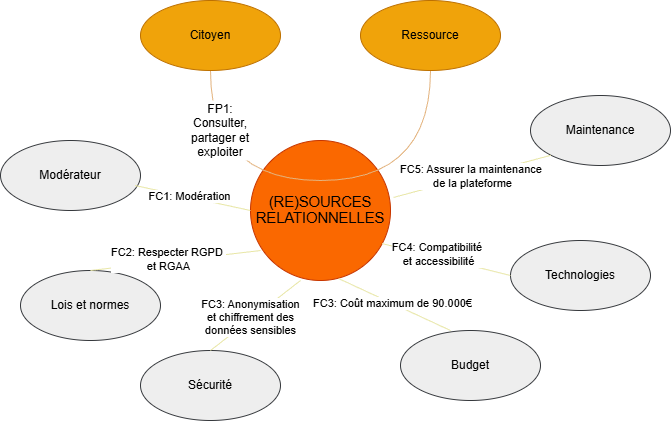 Citoyen
Ressource
FP1:
Consulter,
partager et
exploiter
Maintenance
Modérateur
FC5: Assurer la maintenance
de la plateforme
FC1: Modération
(RE)SOURCES
RELATIONNELLES
FC2: Respecter RGPD
et RGAA
FC4: Compatibilité
et accessibilité
Technologies
Lois et normes
FC3: Anonymisation
et chiffrement des
données sensibles
FC3: Coût maximum de 90.000€
Budget
Sécurité